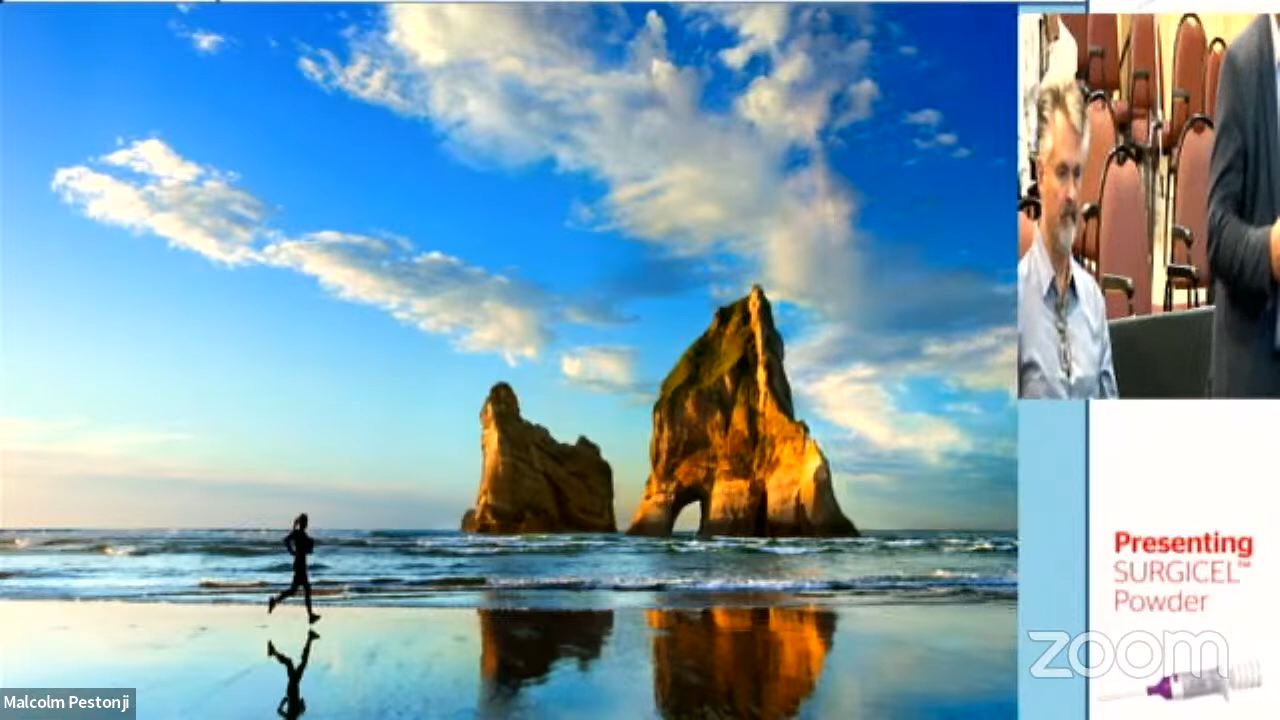 Presenting
SURGICEL™
Powder
zoom
Malcolm Pestonji